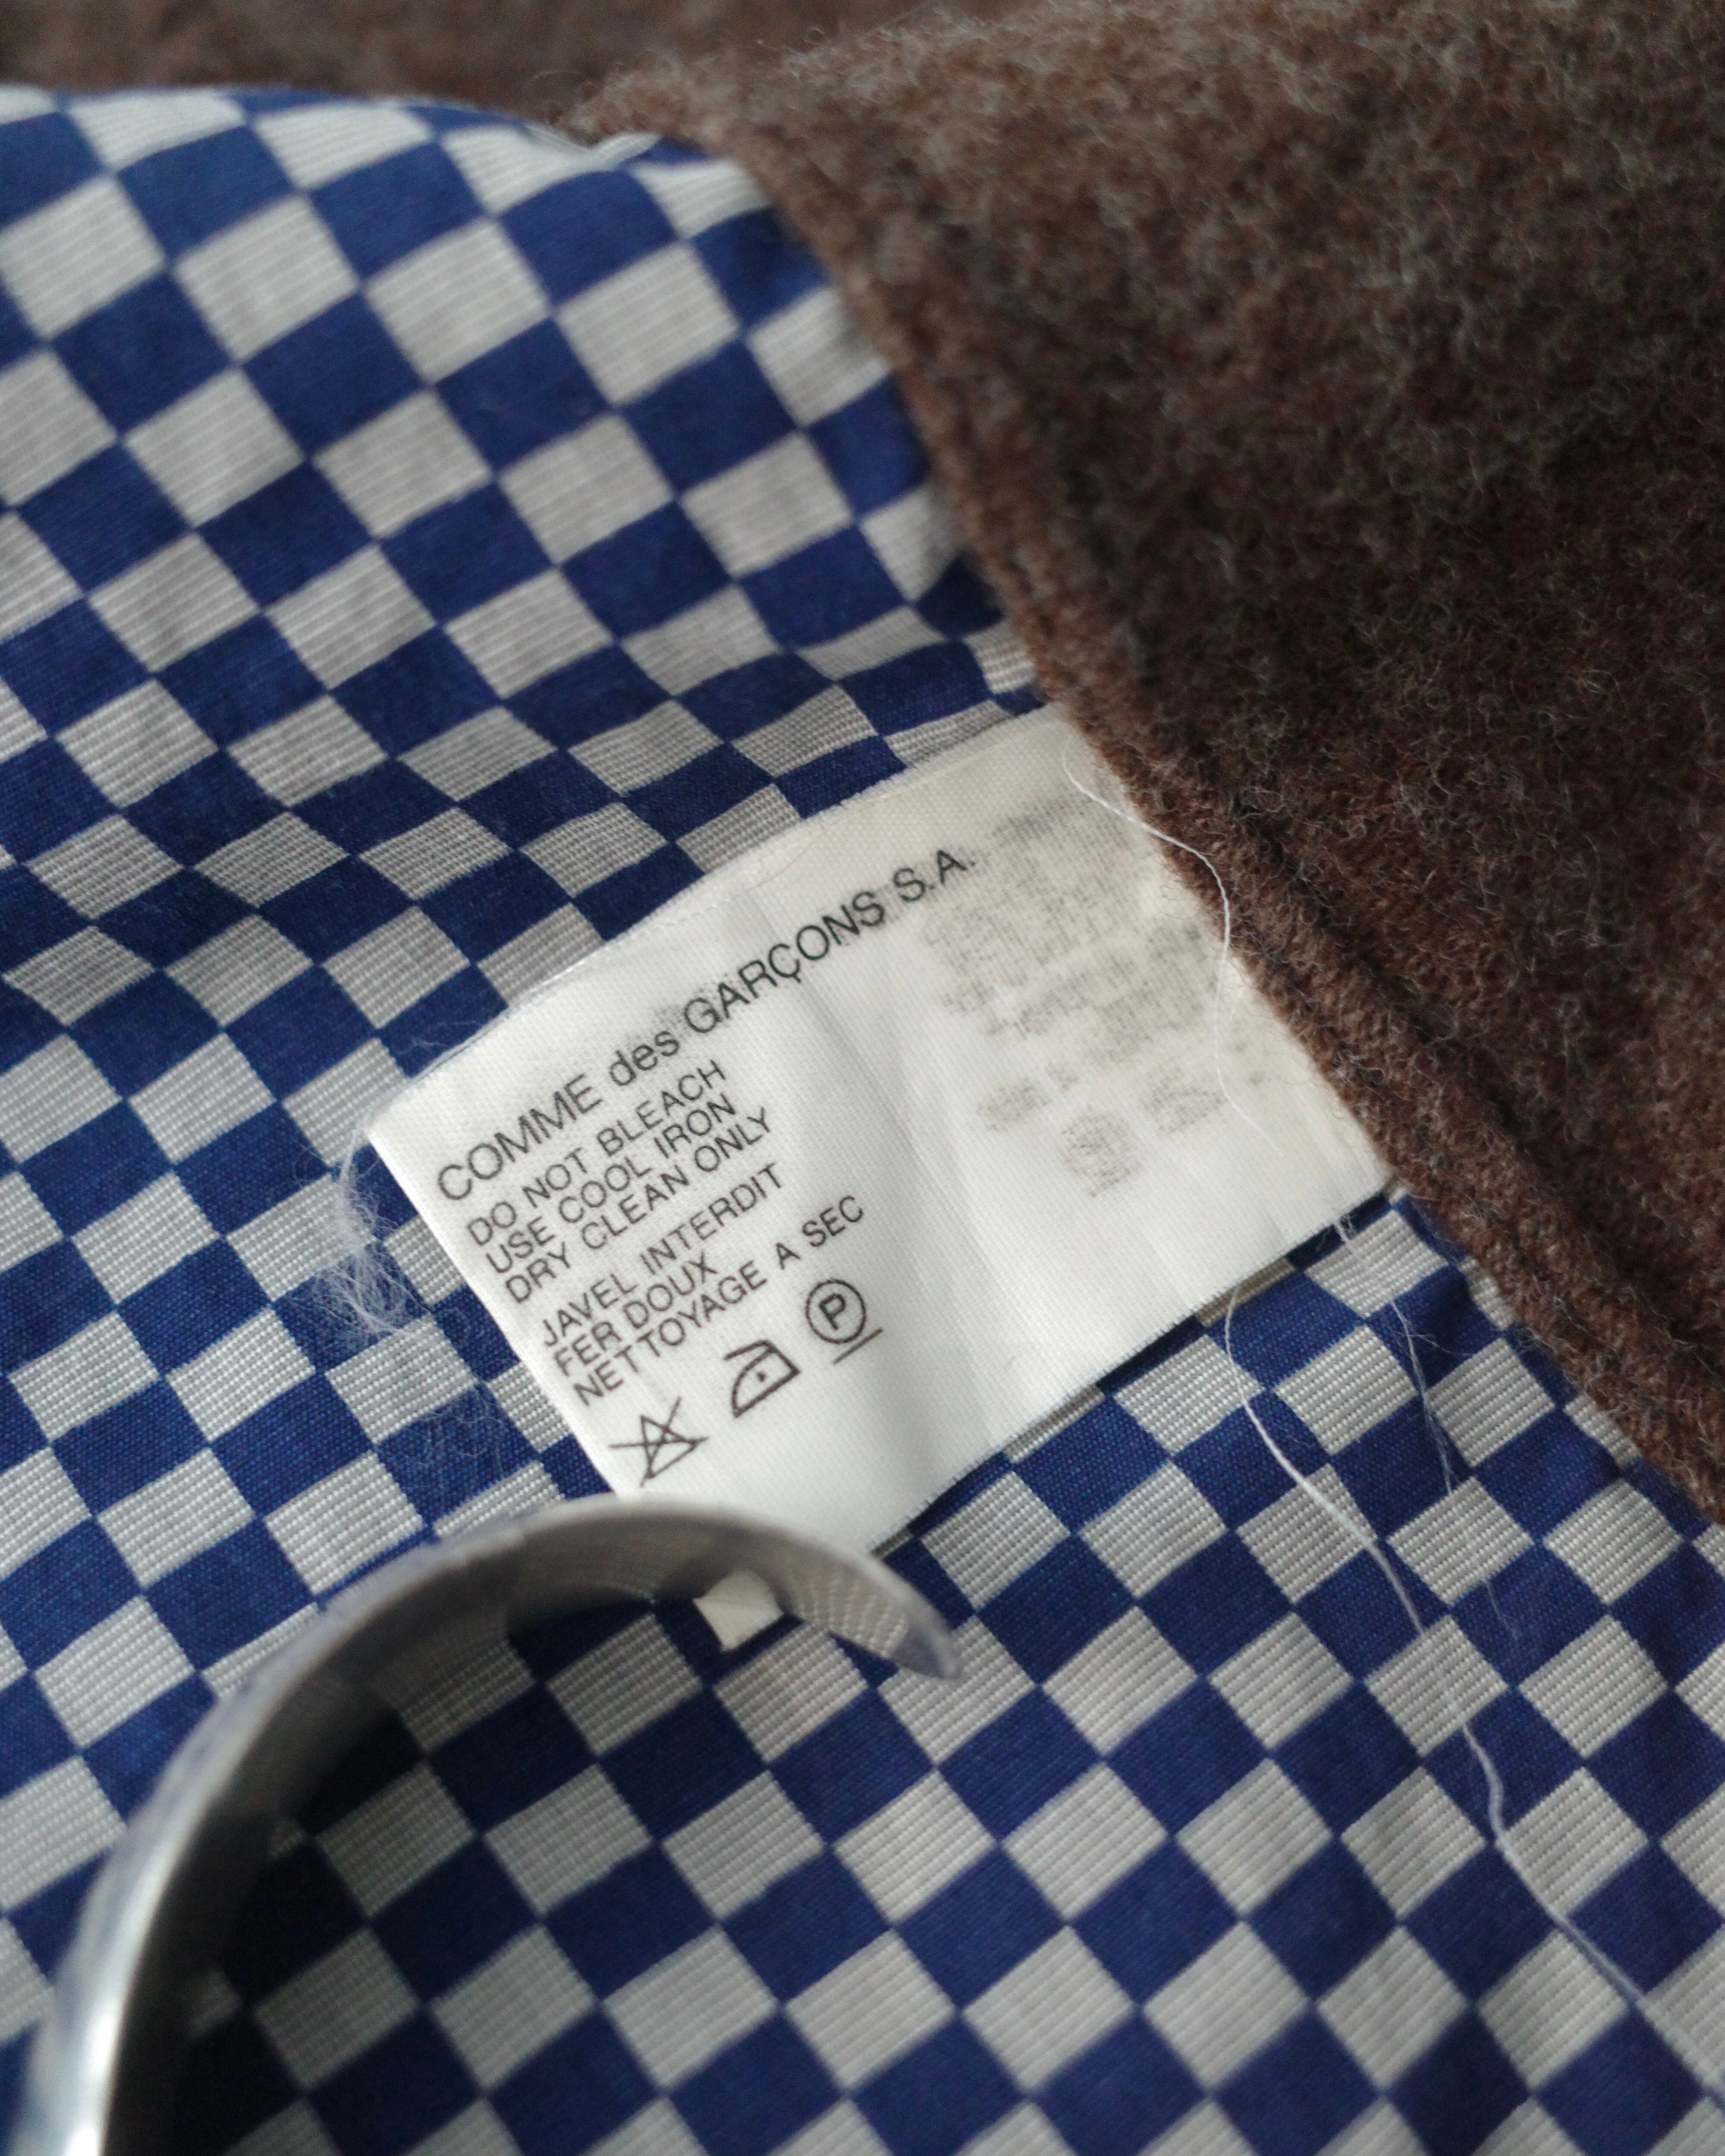 COMME des GARÇONS S.A.
DO NOT BLEACH
USE COOL IRON
DRY CLEAN ONLY
JAVEL INTERDIT
FER DOUX
NETTOYAGE A SEC
P